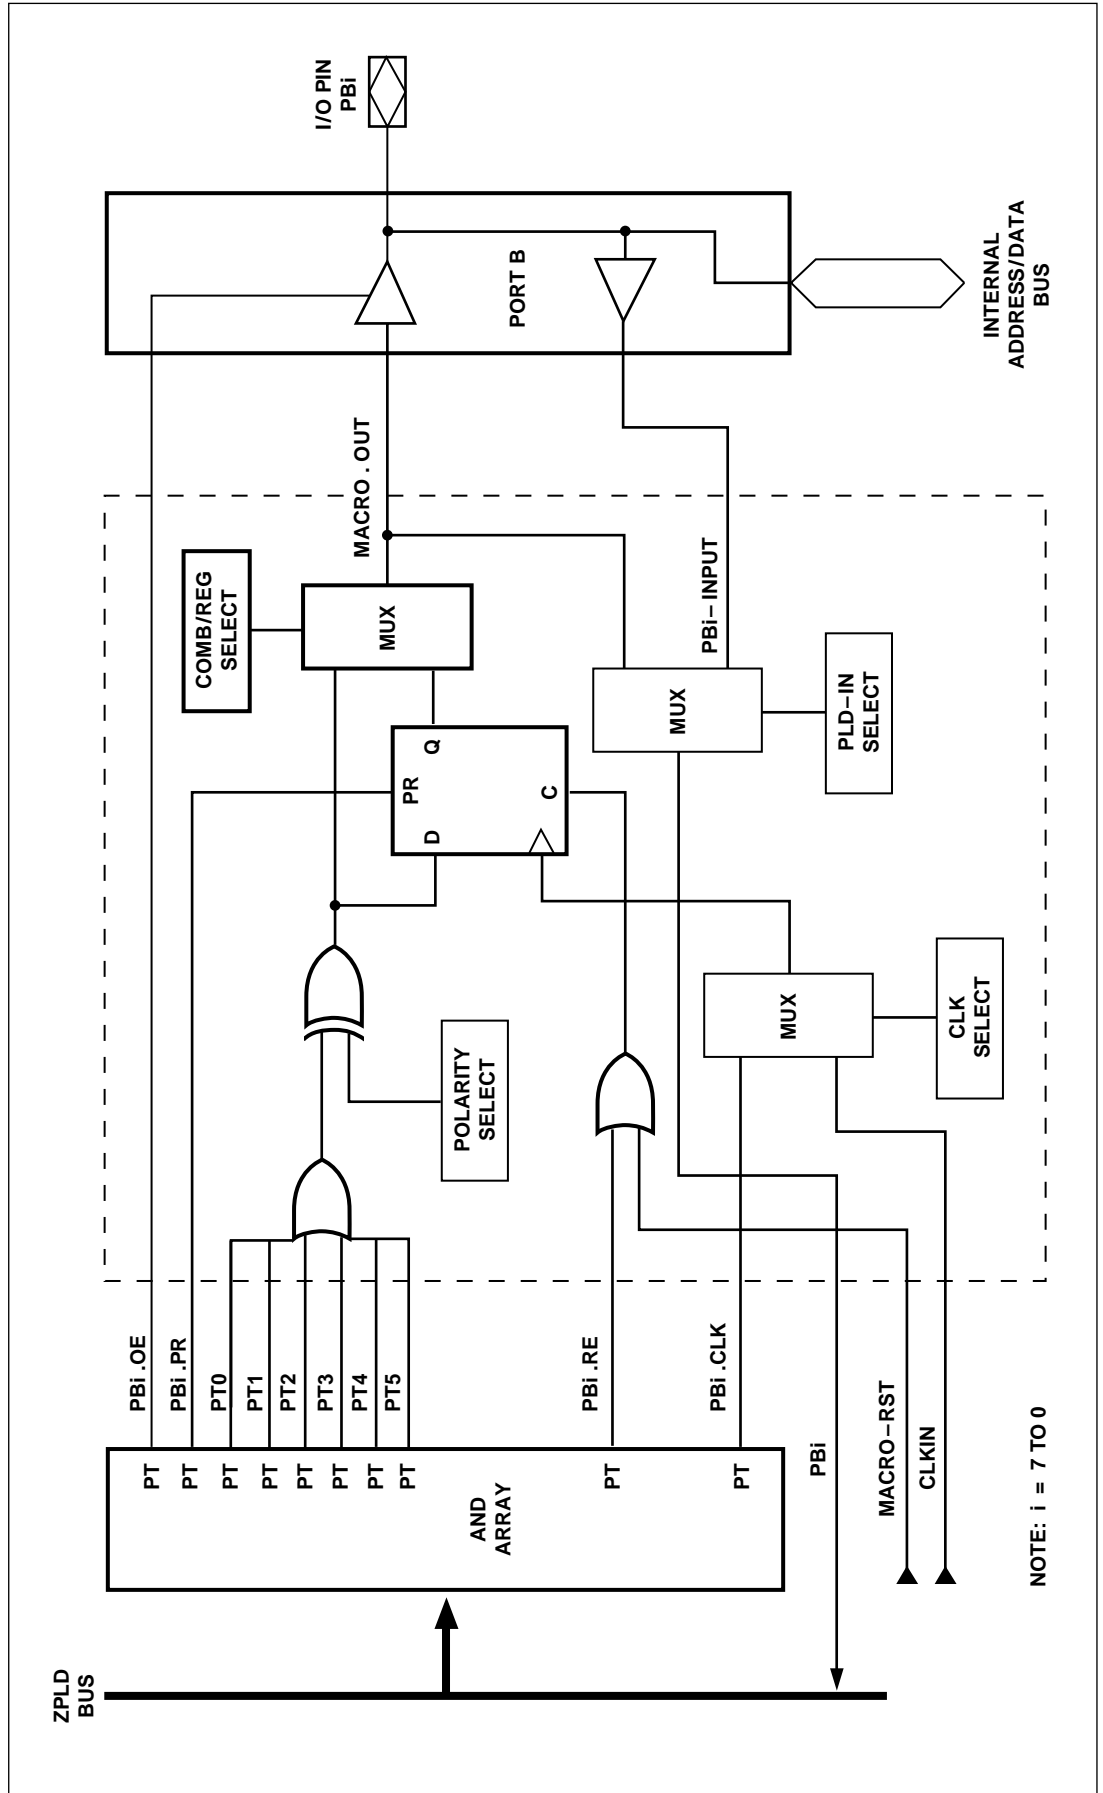 ZPLD
BUS
AND
ARRAY
PT
PT
PT
PT
PT
PT
PT
PT
PT
PT
PBi .OE
PBi .PR
PT0
PT1
PT2
PT3
PT4
PT5
PBi .RE
PBi .CLK
PBi
MACRO–RST
CLKIN
POLARITY
SELECT
CLK
SELECT
MUX
D
PR
Q
C
COMB/REG
SELECT
MUX
MUX
PLD–IN
SELECT
MACRO . OUT
PBi – INPUT
PORT B
I/O PIN
PBi
INTERNAL
ADDRESS/DATA
BUS
NOTE: i = 7 TO 0